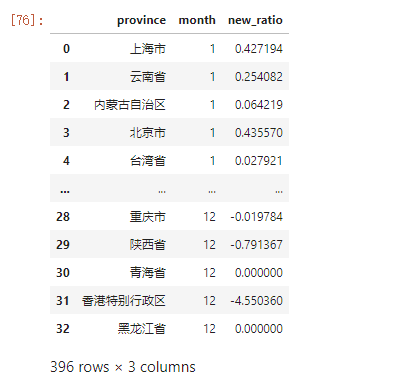 [76]:
province month new_ratio
0 上海市 1 0.427194
1 云南省 1 0.254082
2 内蒙古自治区 1 0.064219
3 北京市 1 0.435570
4 台湾省 1 0.027921
... ... ... ...
28 重庆市 12 -0.019784
29 陕西省 12 -0.791367
30 青海省 12 0.000000
31 香港特别行政区 12 -4.550360
32 黑龙江省 12 0.000000
396 rows × 3 columns